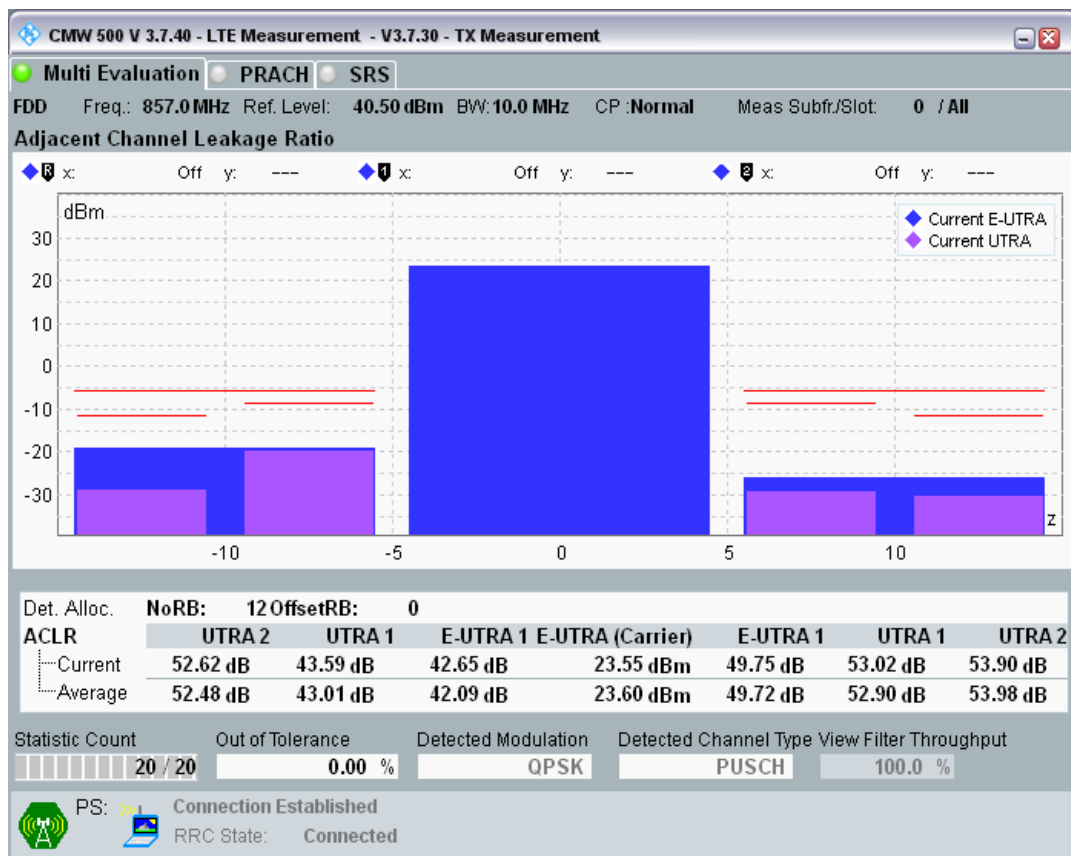 CMW 500 V 3.7.40 - LTE Measurement - V3.7.30 - TX Measurement
Multi Evaluation PRACH SRS
FDD Freq.: 857.0 MHz Ref. Level: 40.50 dBm BW: 10.0 MHz CP :Normal Meas Subfr./Slot: 0 / All
Adjacent Channel Leakage Ratio
R x: Off y: --- 1 x: Off y: --- 2 x: Off y: ---
dBm
Current E-UTRA
Current UTRA
30
20
10
0
-10
-20
-30
z
-10 -5 0 5 10
Det. Alloc. NoRB: 12 OffsetRB: 0
ACLR UTRA 2 UTRA 1 E-UTRA 1 E-UTRA (Carrier) E-UTRA 1 UTRA 1 UTRA 2
Current 52.62 dB 43.59 dB 42.65 dB 23.55 dBm 49.75 dB 53.02 dB 53.90 dB
Average 52.48 dB 43.01 dB 42.09 dB 23.60 dBm 49.72 dB 52.90 dB 53.98 dB
Statistic Count Out of Tolerance Detected Modulation Detected Channel Type View Filter Throughput
20 / 20 0.00 % QPSK PUSCH 100.0 %
PS: Connection Established
RRC State: Connected